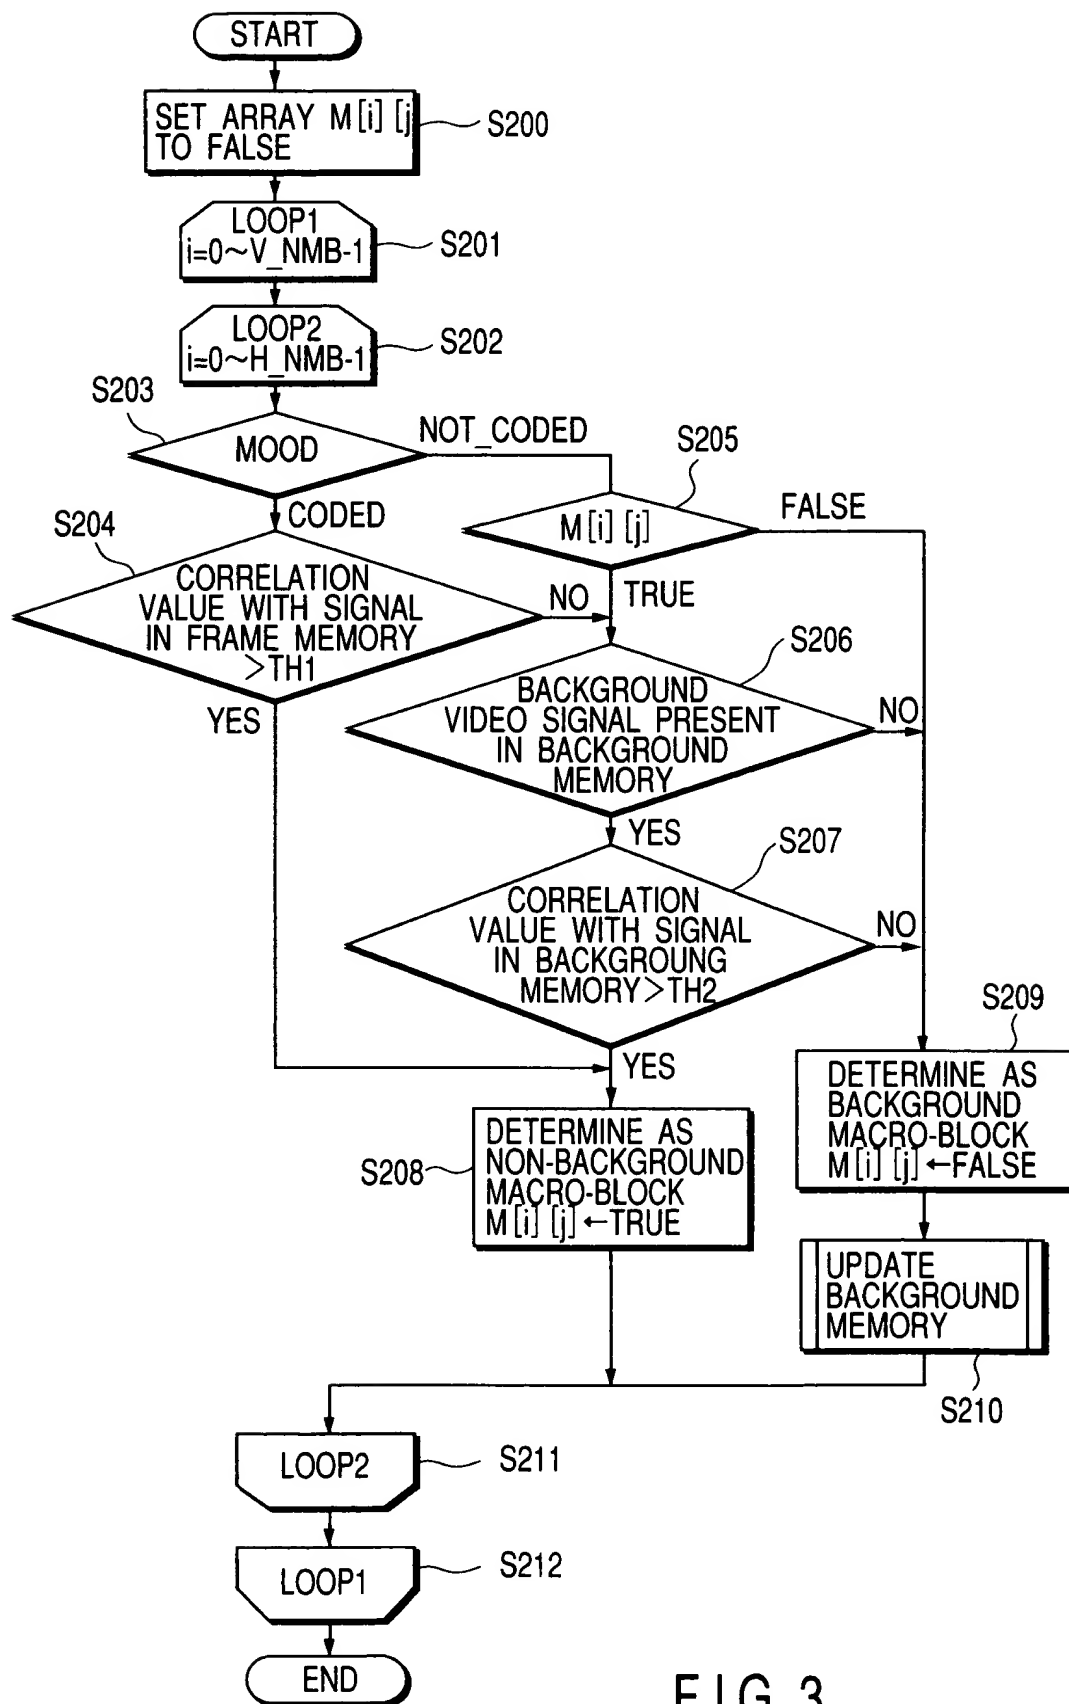 START
SET ARRAY M[i] [j
TO FALSE
S200
LOOP1
i=0~V_NMB-1
S201
LOOP2
i=0~H_NMB-1
S202
S203
MOOD
NOT_CODED
CODED
S205
M[i] [j]
FALSE
TRUE
S204
CORRELATION
VALUE WITH SIGNAL
IN FRAME MEMORY
>TH1
NO
YES
S206
BACKGROUND
VIDEO SIGNAL PRESENT
IN BACKGROUND
MEMORY
NO
YES
S207
CORRELATION
VALUE WITH SIGNAL
IN BACKGROUNG
MEMORY>TH2
NO
YES
S208
DETERMINE AS
NON-BACKGROUND
MACRO-BLOCK
M[i] [j]←TRUE
S209
DETERMINE AS
BACKGROUND
MACRO-BLOCK
M[i] [j]←FALSE
UPDATE
BACKGROUND
MEMORY
S210
LOOP2
S211
LOOP1
S212
END
FIG. 3